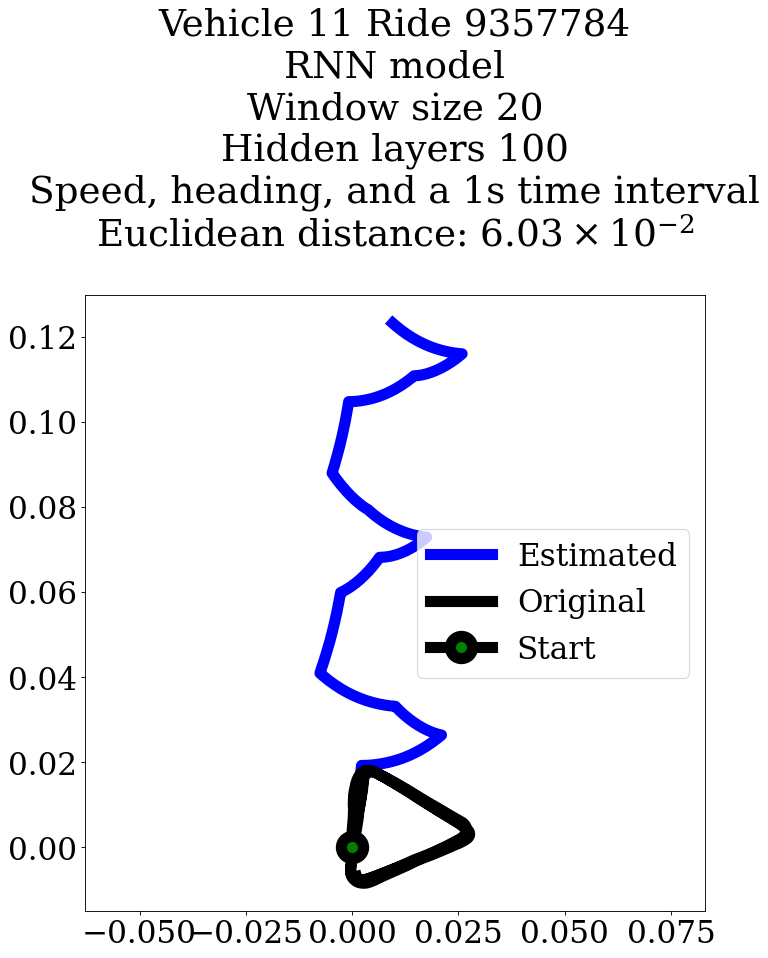 Vehicle 11 Ride 9357784
RNN model
Window size 20
Hidden layers 100
Speed, heading, and a 1s time interval
Euclidean distance: 6.03 × 10⁻²
0.12
0.10
0.08
0.06
0.04
0.02
0.00
Estimated
Original
Start
−0.050 −0.025 0.000 0.025 0.050 0.075